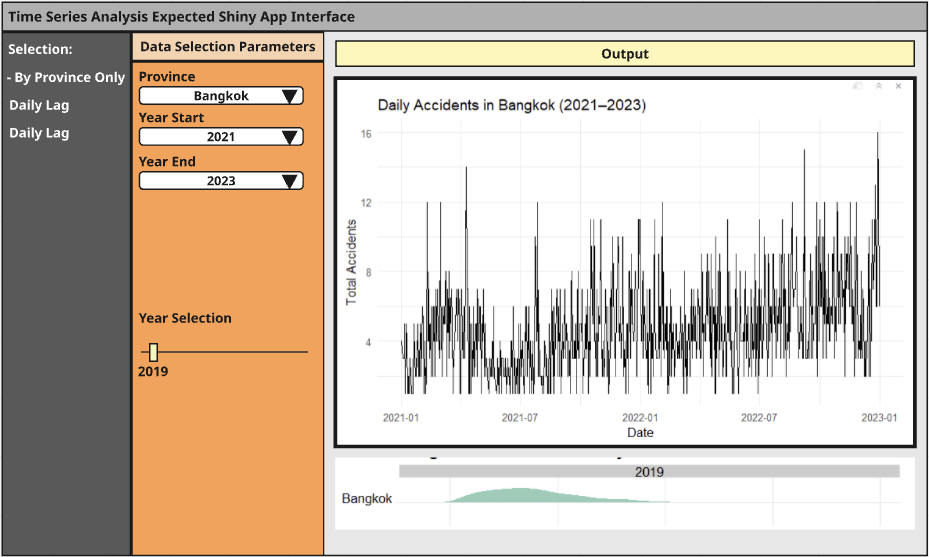 Time Series Analysis Expected Shiny App Interface
Selection:
- By Province Only
Daily Lag
Daily Lag
Data Selection Parameters
Province
Bangkok
Year Start
2021
Year End
2023
Year Selection
2019
Output
Daily Accidents in Bangkok (2021–2023)
Total Accidents
16
12
8
4
2021-01 2021-07 2022-01 2022-07 2023-01
Date
2019
Bangkok